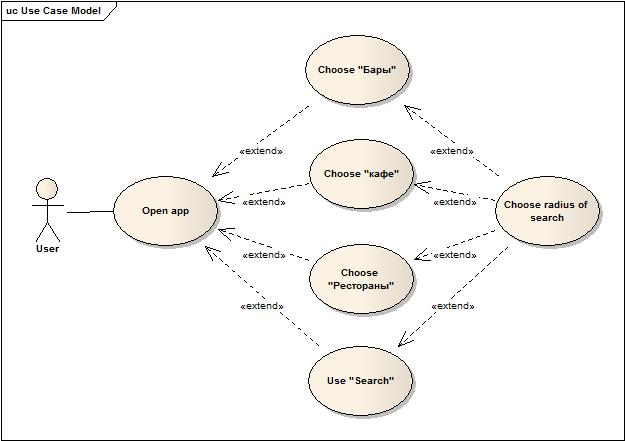 uc Use Case Model
Choose "Бары"
«extend»
«extend»
Choose "кафе"
«extend»
«extend»
User
Open app
Choose radius of
search
«extend»
«extend»
Choose
"Рестораны"
«extend»
«extend»
Use "Search"